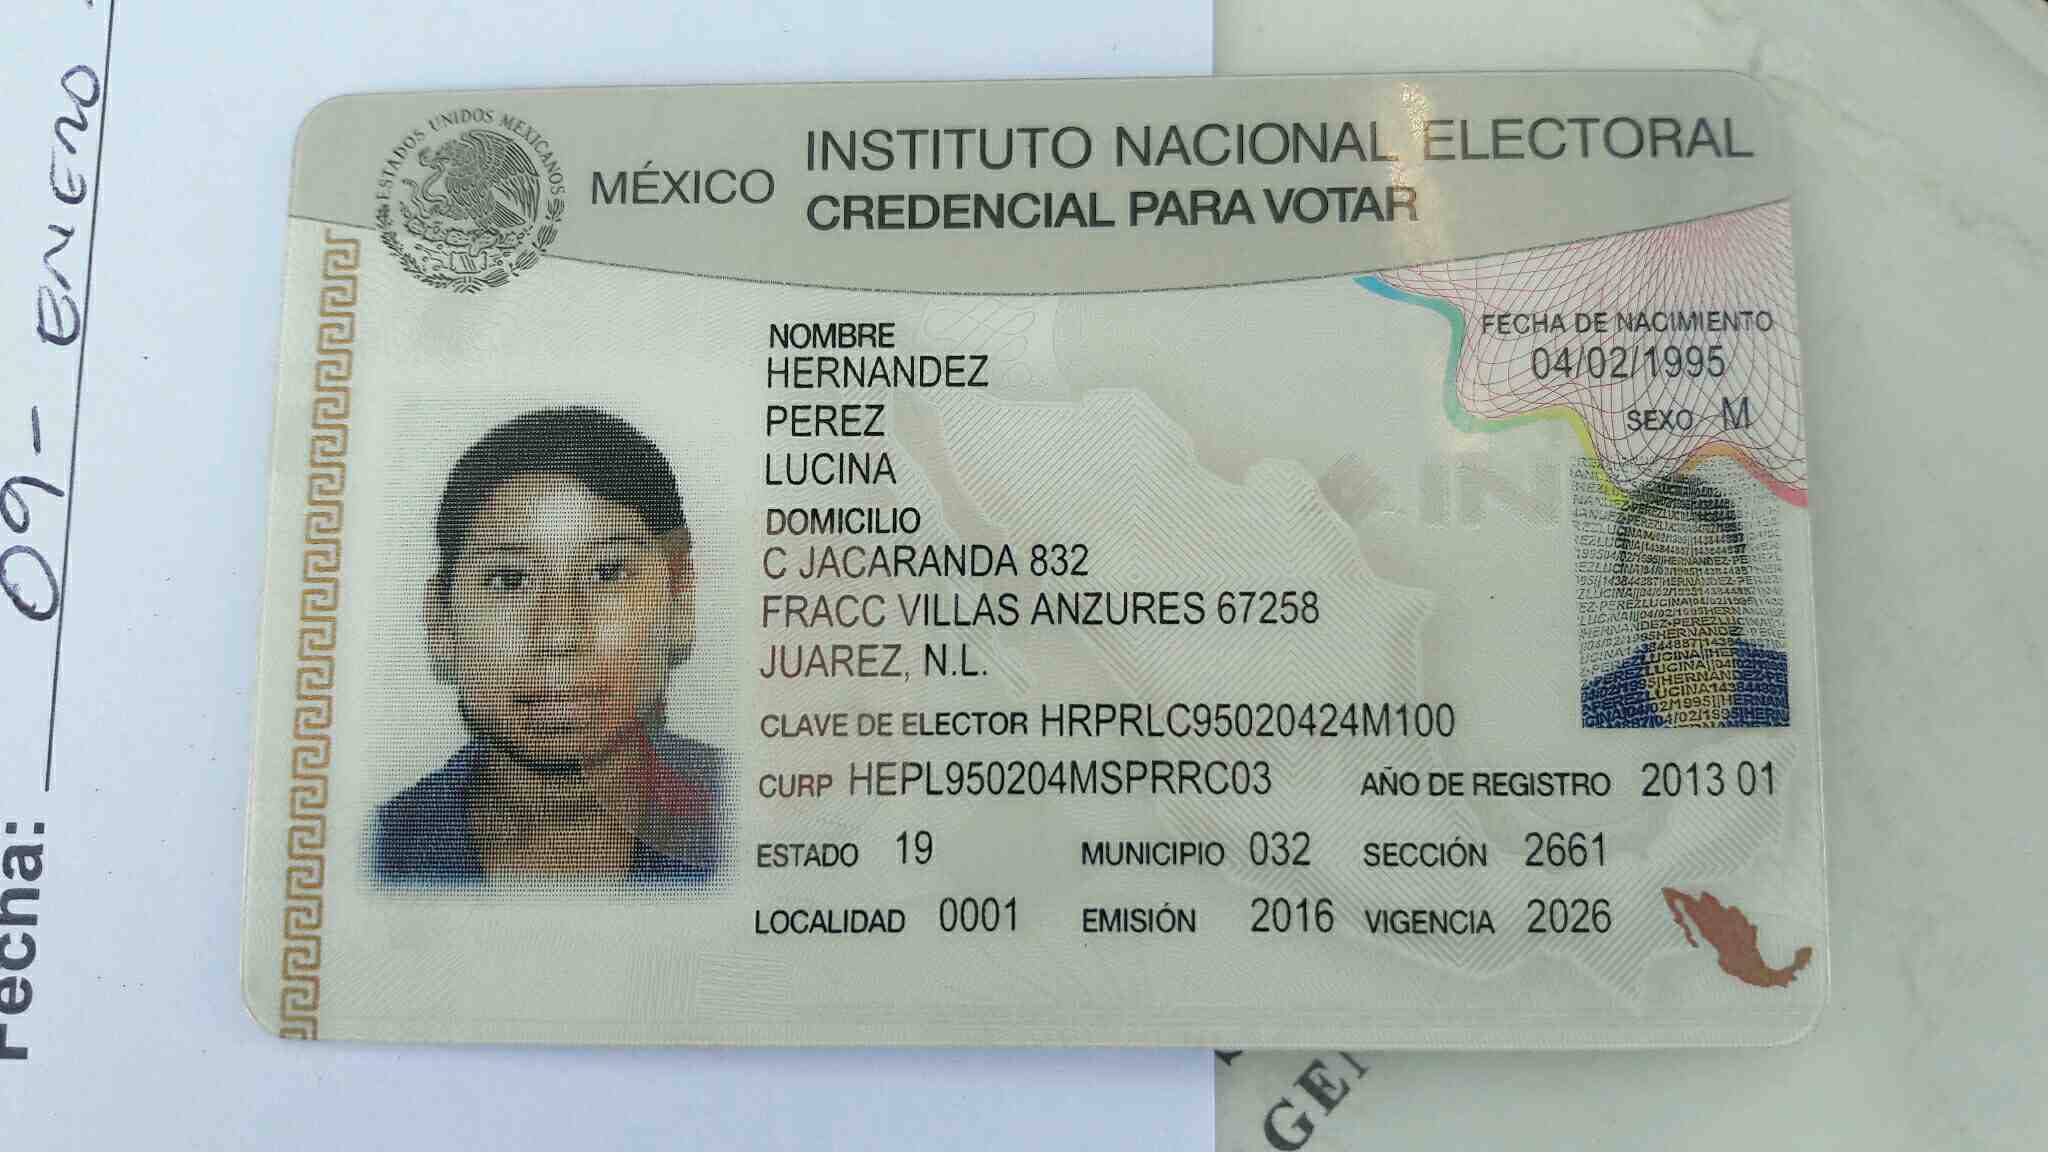 ESTADOS UNIDOS MEXICANOS
MÉXICO
INSTITUTO NACIONAL ELECTORAL
CREDENCIAL PARA VOTAR
NOMBRE
HERNANDEZ
PEREZ
LUCINA
FECHA DE NACIMIENTO
04/02/1995
SEXO M
DOMICILIO
C JACARANDA 832
FRACC VILLAS ANZURES 67258
JUAREZ, N.L.
CLAVE DE ELECTOR HRPRLC95020424M100
CURP HEPL950204MSPRRC03 AÑO DE REGISTRO 2013 01
ESTADO 19 MUNICIPIO 032 SECCIÓN 2661
LOCALIDAD 0001 EMISIÓN 2016 VIGENCIA 2026
Fecha: 09 - ENERO